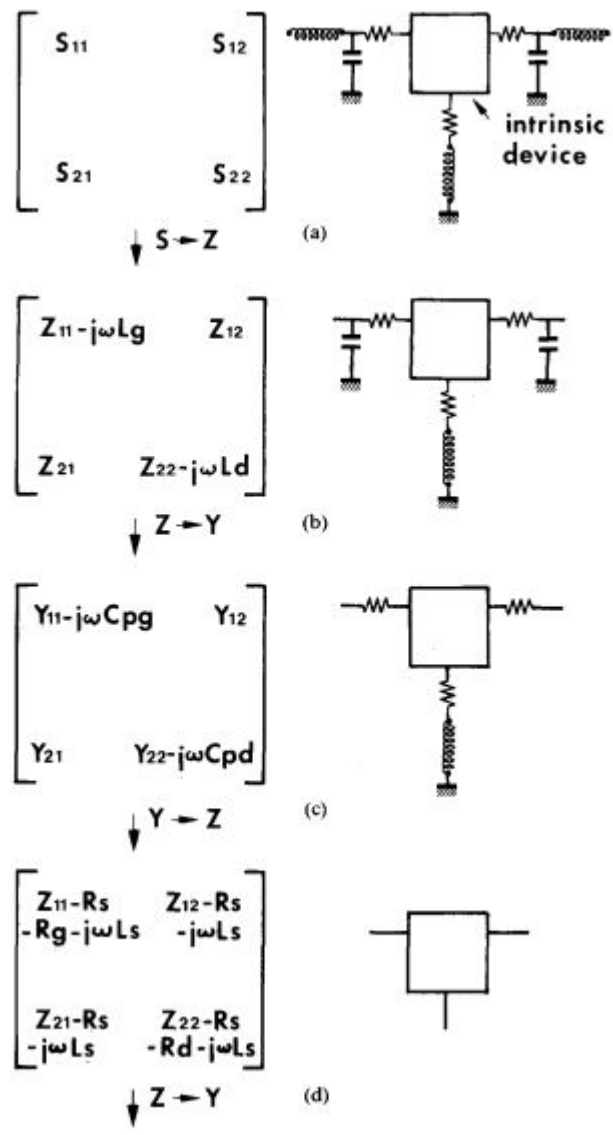 S11 S12
S21 S22
intrinsic
device
S → Z
(a)
Z11-jωLg Z12
Z21 Z22-jωLd
Z → Y
(b)
Y11-jωCpg Y12
Y21 Y22-jωCpd
Y → Z
(c)
Z11-Rs Z12-Rs
-Rg-jωLs -jωLs
Z21-Rs Z22-Rs
-jωLs -Rd-jωLs
Z → Y
(d)